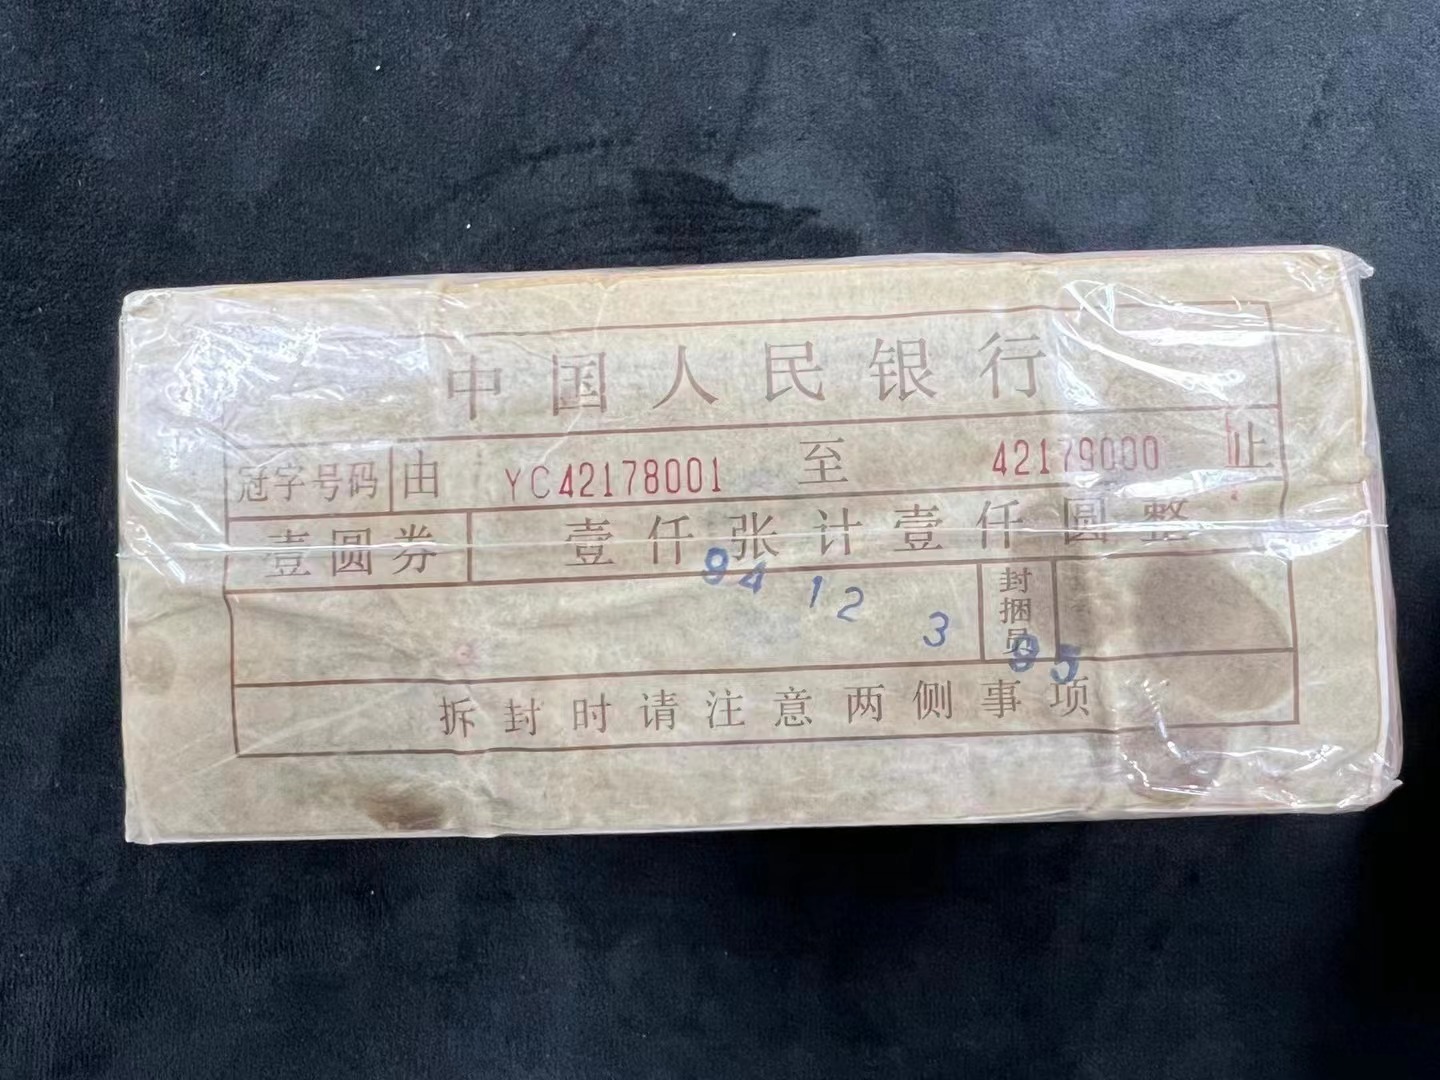 中国人民银行
冠字号码 由 YC42178001 至 42179000 止
壹圆券 壹仟张计壹仟圆整
94 12 3
封捆员 95
拆封时请注意两侧事项